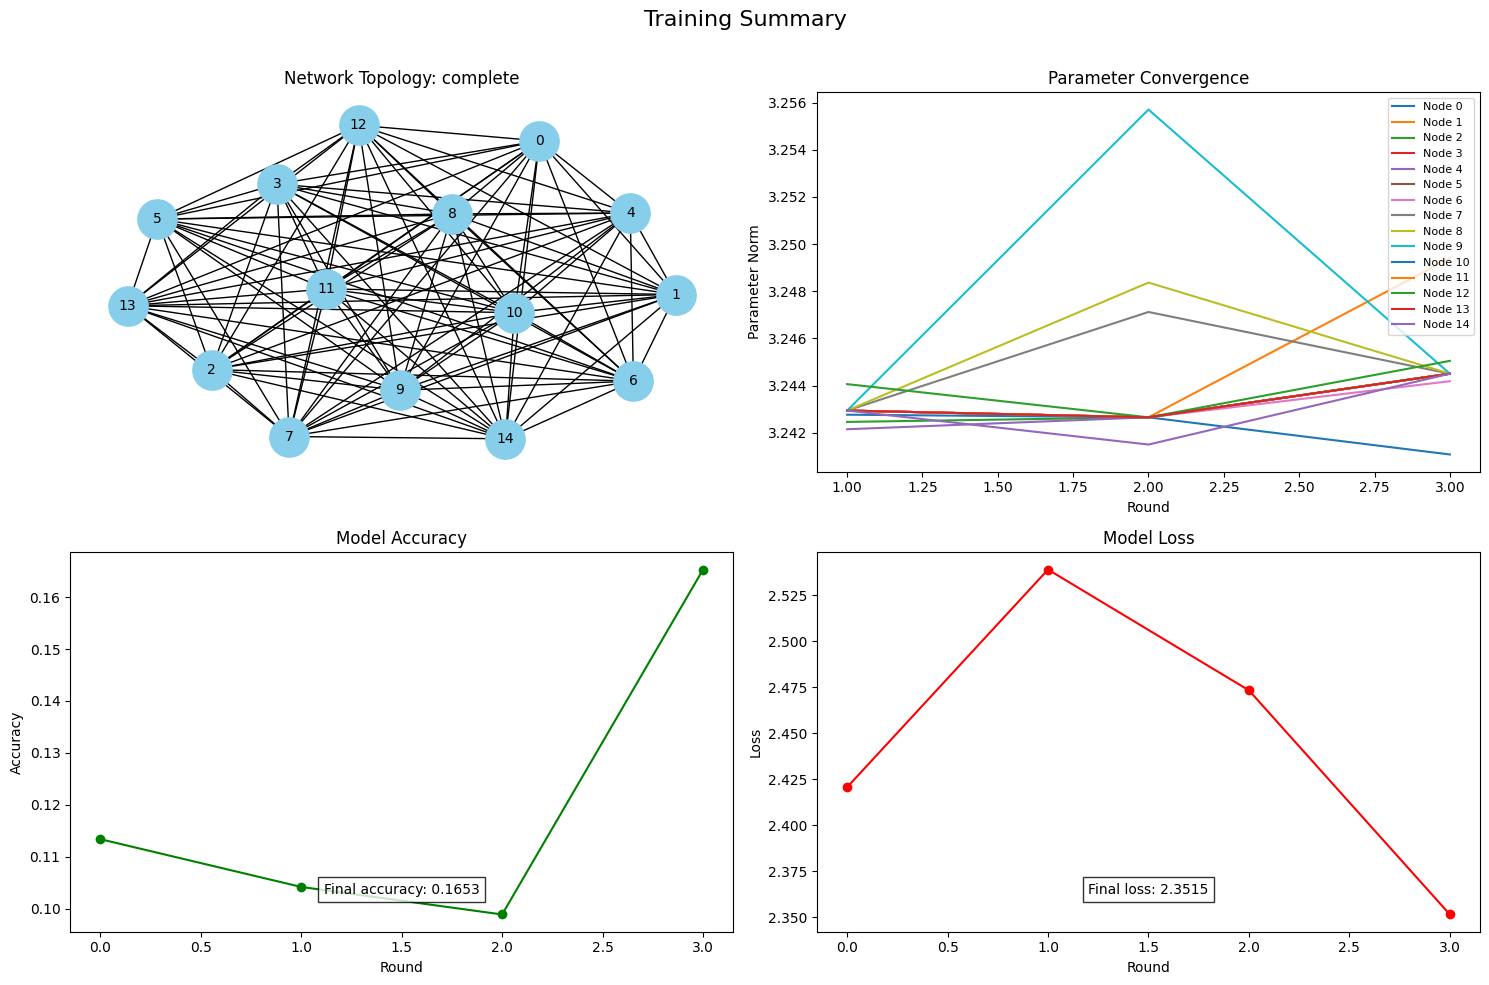 Training Summary
Network Topology: complete
12
0
3
8
4
5
11
1
13
10
2
9
6
7
14
Parameter Convergence
Parameter Norm
3.256
3.254
3.252
3.250
3.248
3.246
3.244
3.242
Node 0
Node 1
Node 2
Node 3
Node 4
Node 5
Node 6
Node 7
Node 8
Node 9
Node 10
Node 11
Node 12
Node 13
Node 14
1.00 1.25 1.50 1.75 2.00 2.25 2.50 2.75 3.00
Round
Model Accuracy
Accuracy
0.16
0.15
0.14
0.13
0.12
0.11
0.10
Final accuracy: 0.1653
0.0 0.5 1.0 1.5 2.0 2.5 3.0
Round
Model Loss
Loss
2.525
2.500
2.475
2.450
2.425
2.400
2.375
2.350
Final loss: 2.3515
0.0 0.5 1.0 1.5 2.0 2.5 3.0
Round